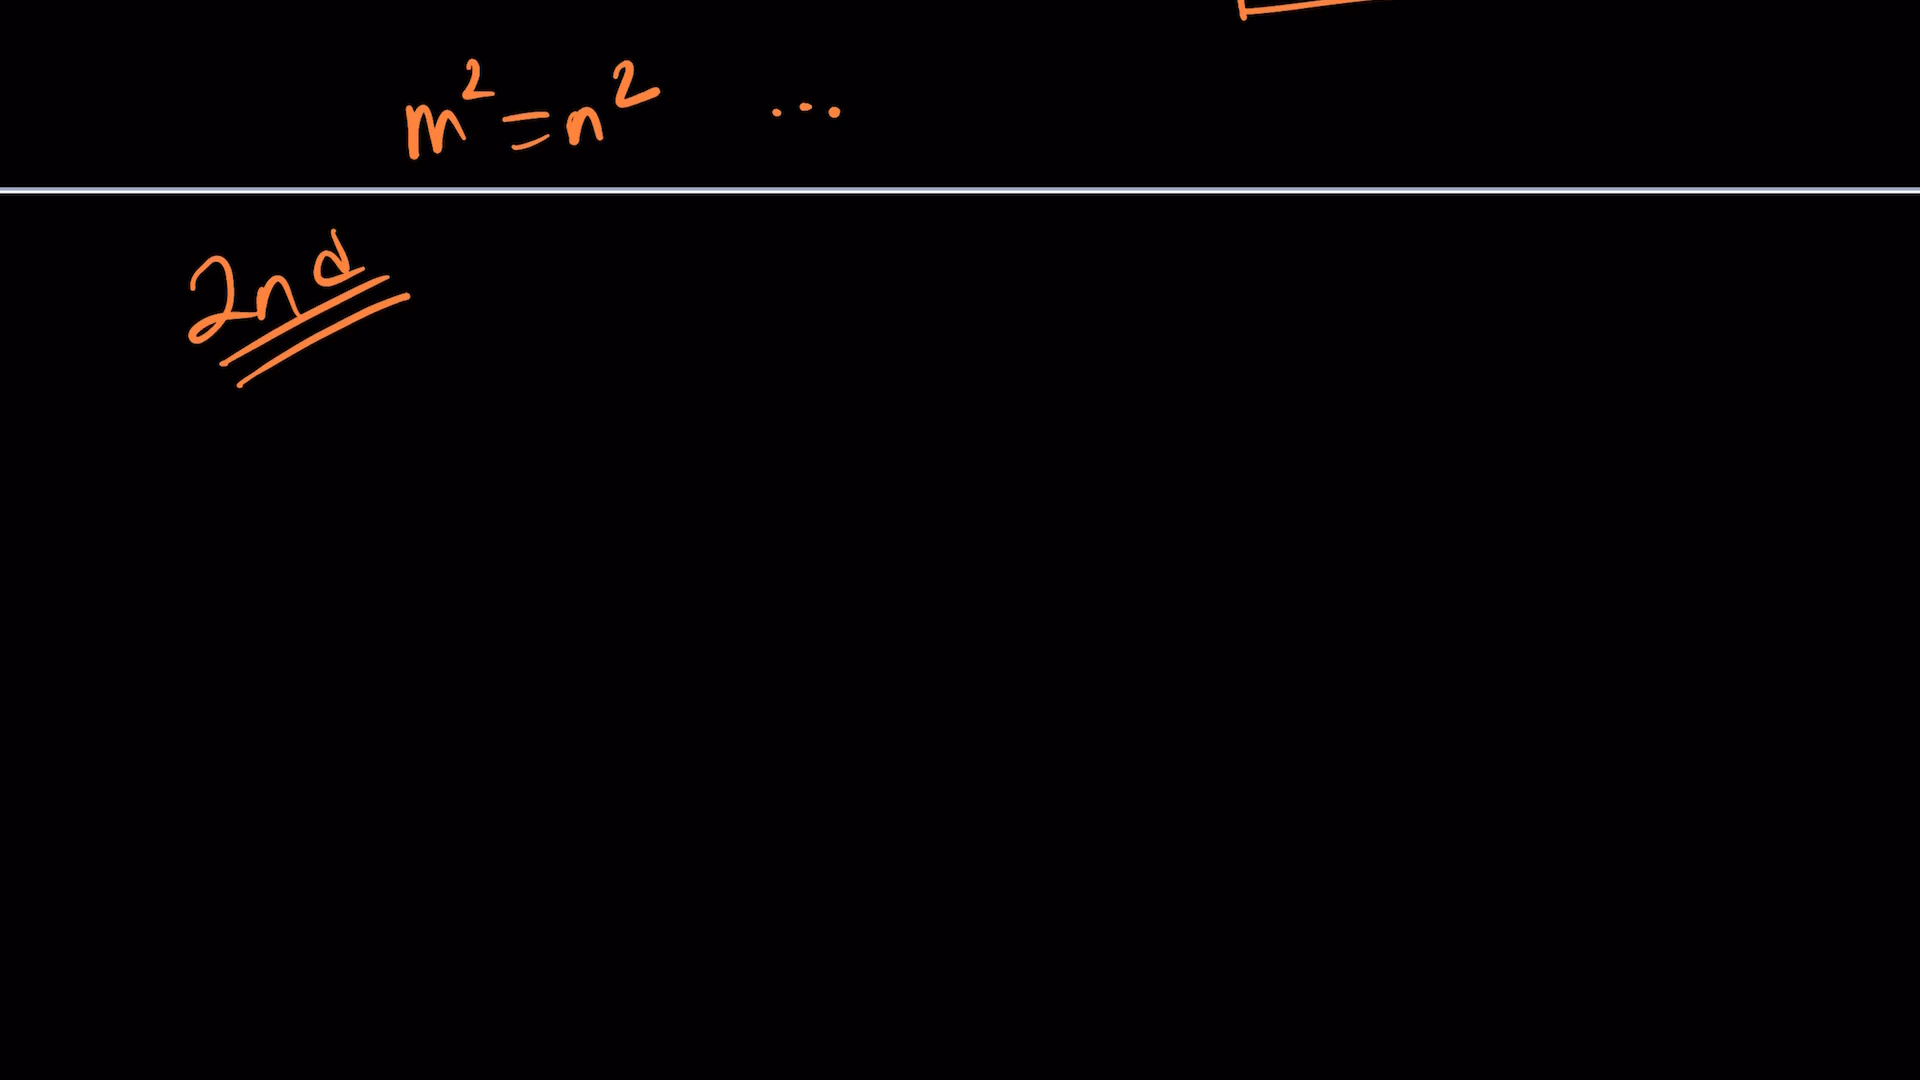 m² = n² ...
2nd